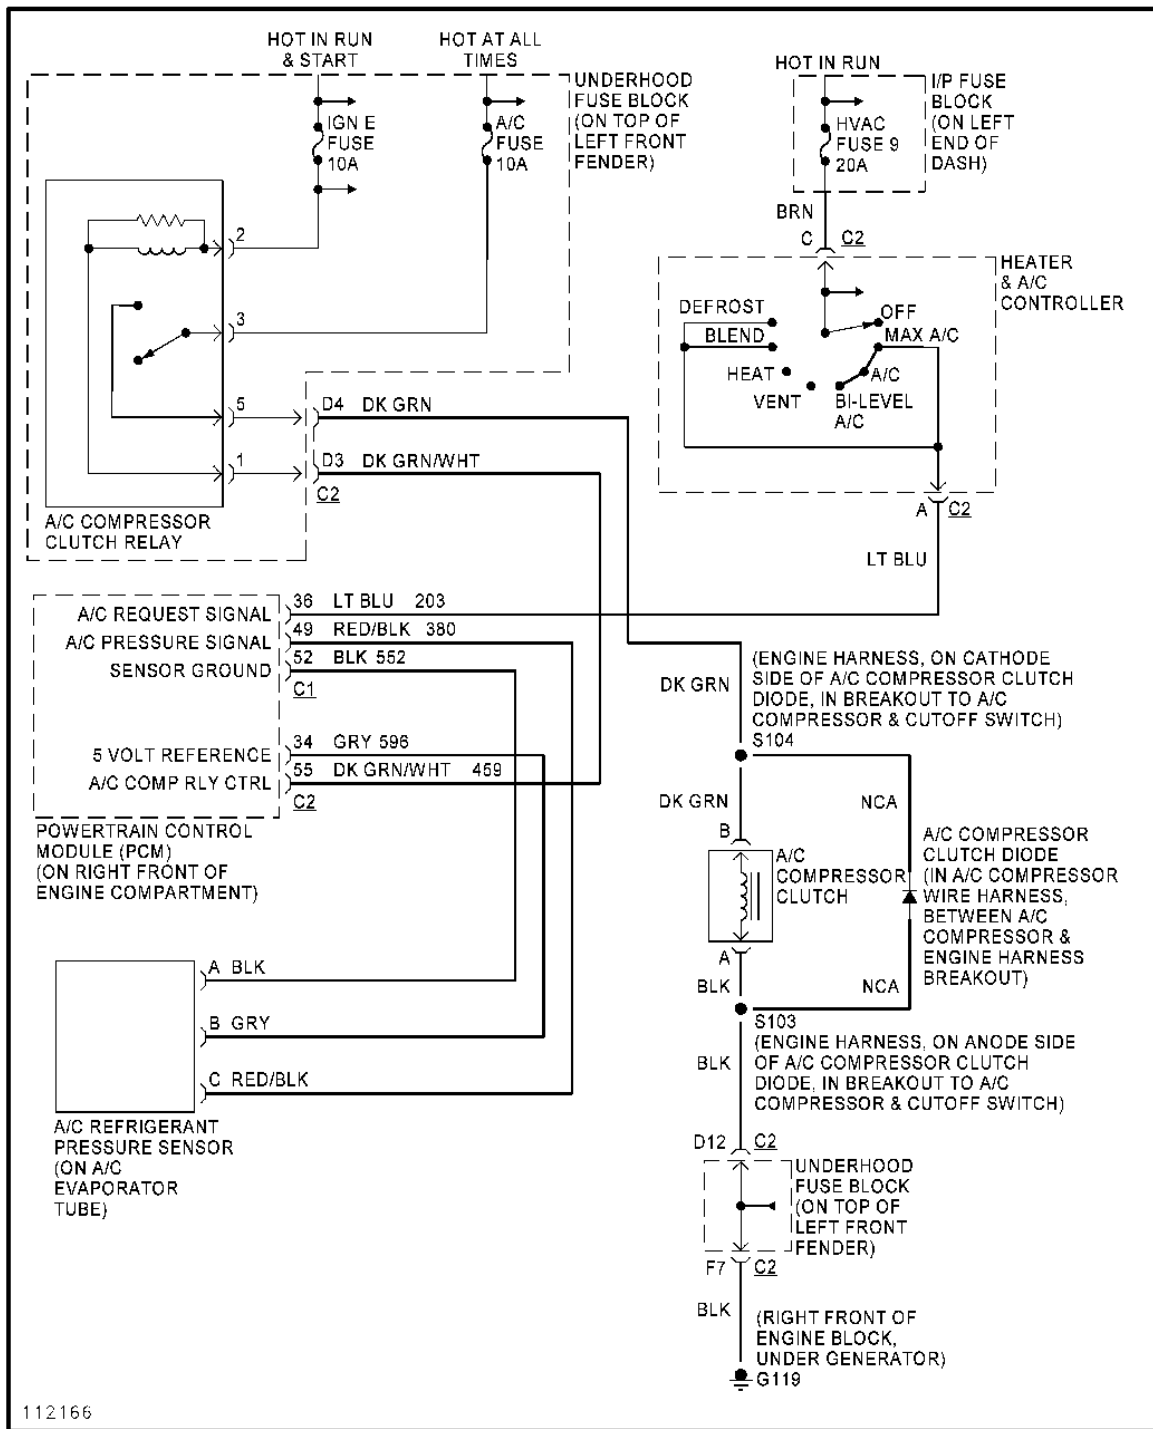 HOT IN RUN
& START
HOT AT ALL
TIMES
HOT IN RUN
UNDERHOOD
FUSE BLOCK
(ON TOP OF
LEFT FRONT
FENDER)
I/P FUSE
BLOCK
(ON LEFT
END OF
DASH)
IGN E
FUSE
10A
A/C
FUSE
10A
HVAC
FUSE 9
20A
BRN
C C2
2
3
5
1
D4 DK GRN
D3 DK GRN/WHT
C2
A/C COMPRESSOR
CLUTCH RELAY
HEATER
& A/C
CONTROLLER
DEFROST
BLEND
HEAT
VENT
OFF
MAX A/C
A/C
BI-LEVEL
A/C
A C2
LT BLU
A/C REQUEST SIGNAL
A/C PRESSURE SIGNAL
SENSOR GROUND
5 VOLT REFERENCE
A/C COMP RLY CTRL
36 LT BLU 203
49 RED/BLK 380
52 BLK 552
C1
34 GRY 596
55 DK GRN/WHT 459
C2
POWERTRAIN CONTROL
MODULE (PCM)
(ON RIGHT FRONT OF
ENGINE COMPARTMENT)
DK GRN
(ENGINE HARNESS, ON CATHODE
SIDE OF A/C COMPRESSOR CLUTCH
DIODE, IN BREAKOUT TO A/C
COMPRESSOR & CUTOFF SWITCH)
S104
DK GRN
NCA
B
A/C
COMPRESSOR
CLUTCH
A/C COMPRESSOR
CLUTCH DIODE
(IN A/C COMPRESSOR
WIRE HARNESS,
BETWEEN A/C
COMPRESSOR &
ENGINE HARNESS
BREAKOUT)
A
BLK
NCA
S103
(ENGINE HARNESS, ON ANODE SIDE
OF A/C COMPRESSOR CLUTCH
DIODE, IN BREAKOUT TO A/C
COMPRESSOR & CUTOFF SWITCH)
BLK
A BLK
B GRY
C RED/BLK
A/C REFRIGERANT
PRESSURE SENSOR
(ON A/C
EVAPORATOR
TUBE)
D12 C2
UNDERHOOD
FUSE BLOCK
(ON TOP OF
LEFT FRONT
FENDER)
F7 C2
BLK
(RIGHT FRONT OF
ENGINE BLOCK,
UNDER GENERATOR)
G119
112166